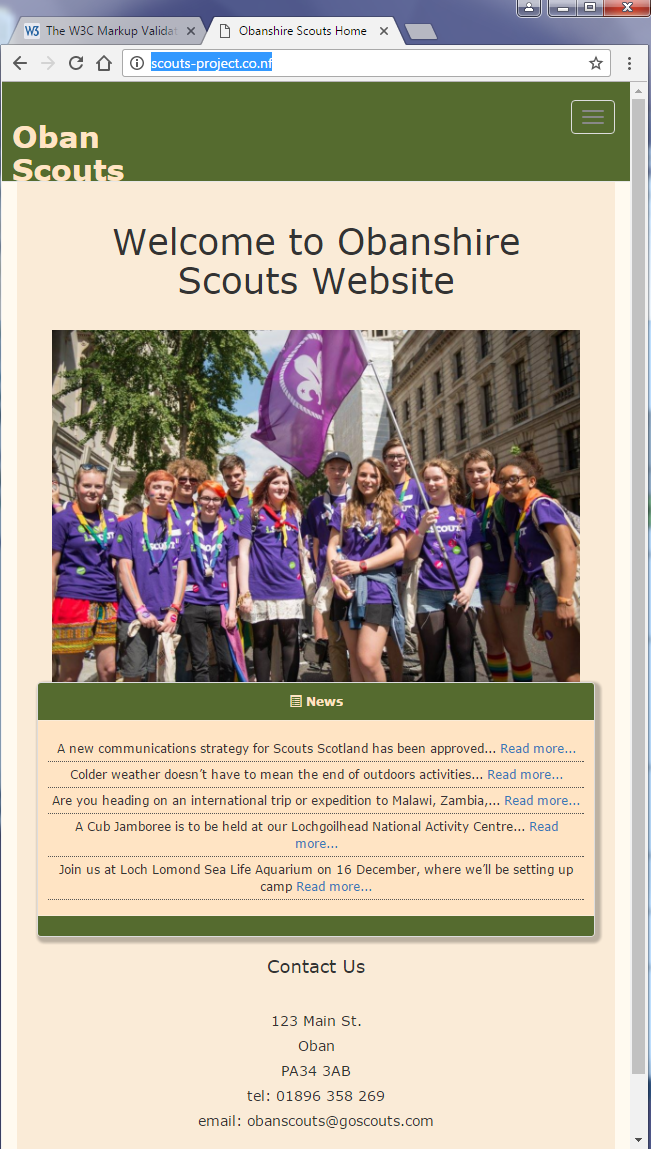 The W3C Markup Validat
Obanshire Scouts Home
scouts-project.co.nf
Oban
Scouts
Welcome to Obanshire
Scouts Website
News
A new communications strategy for Scouts Scotland has been approved... Read more...
Colder weather doesn’t have to mean the end of outdoors activities... Read more...
Are you heading on an international trip or expedition to Malawi, Zambia,... Read more...
A Cub Jamboree is to be held at our Lochgoilhead National Activity Centre... Read
more...
Join us at Loch Lomond Sea Life Aquarium on 16 December, where we’ll be setting up
camp Read more...
Contact Us
123 Main St.
Oban
PA34 3AB
tel: 01896 358 269
email: obanscouts@goscouts.com